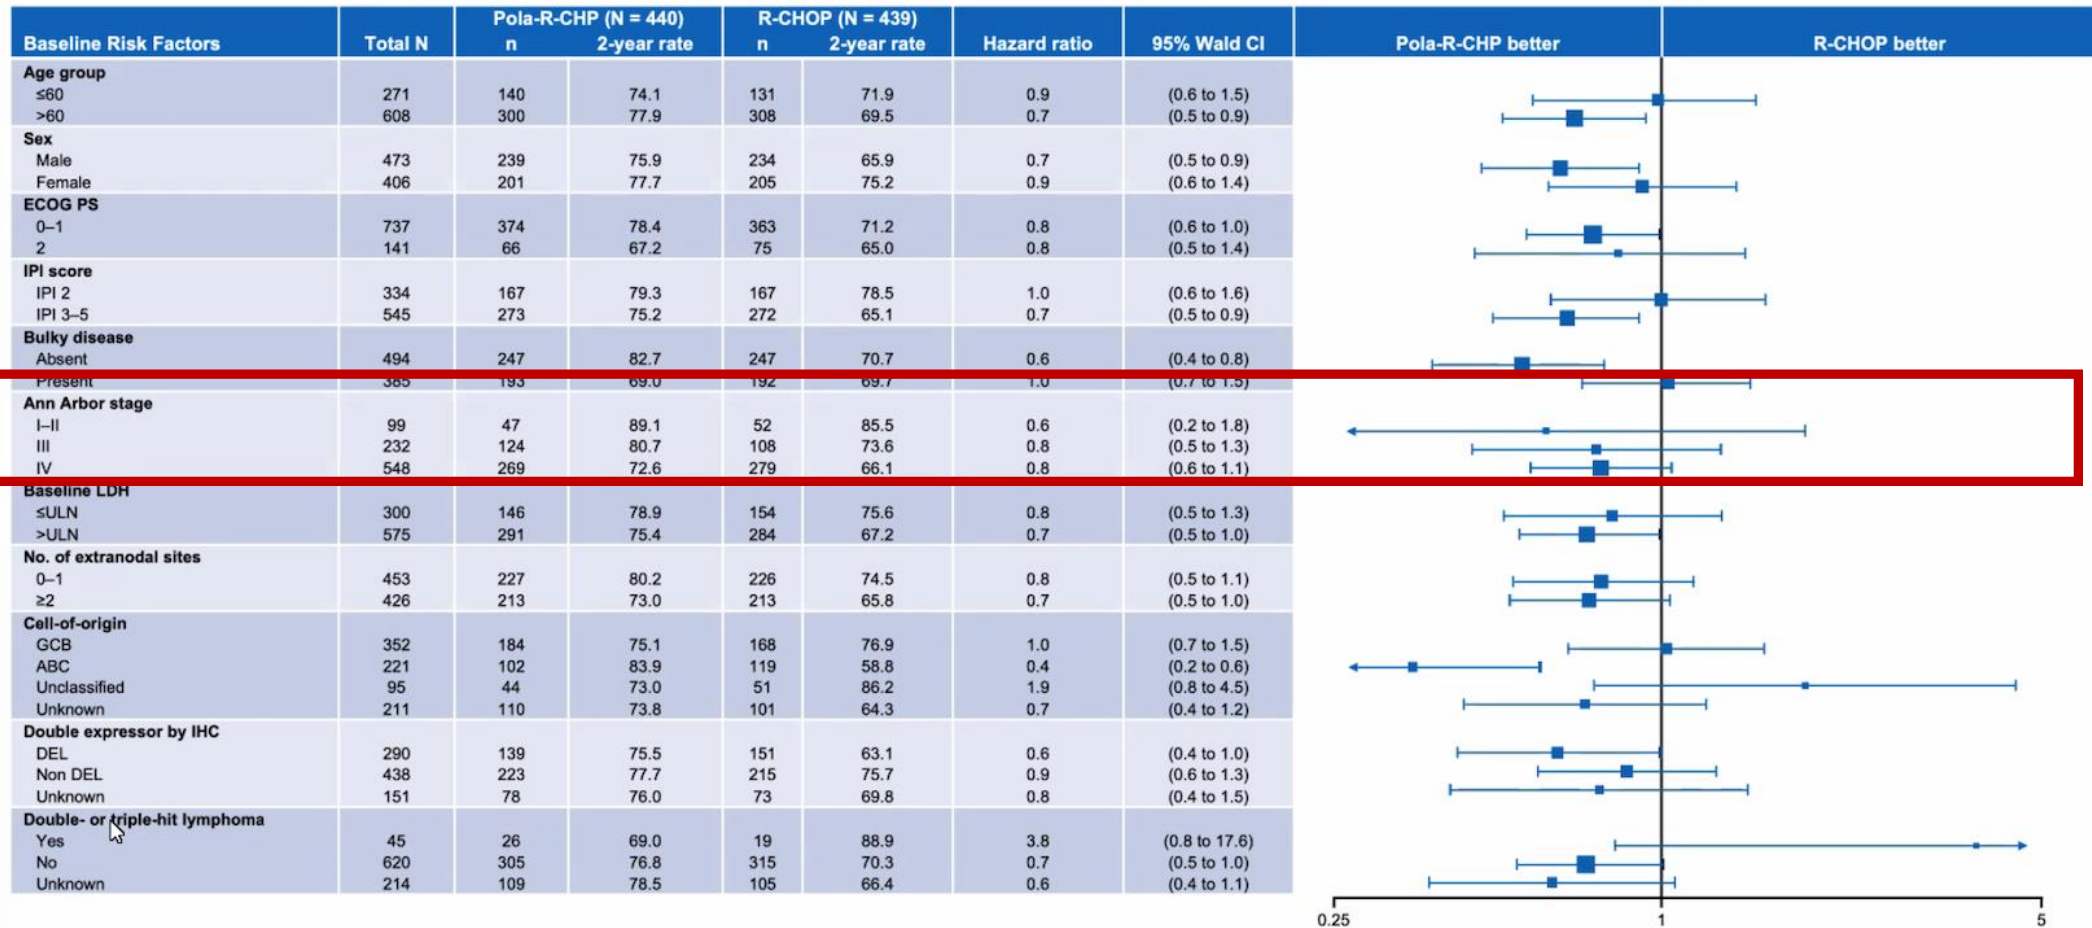 Pola-R-CHP (N = 440) R-CHOP (N = 439)
Baseline Risk Factors Total N n 2-year rate n 2-year rate Hazard ratio 95% Wald CI Pola-R-CHP better R-CHOP better
Age group
≤60 271 140 74.1 131 71.9 0.9 (0.6 to 1.5)
>60 608 300 77.9 308 69.5 0.7 (0.5 to 0.9)
Sex
Male 473 239 75.9 234 65.9 0.7 (0.5 to 0.9)
Female 406 201 77.7 205 75.2 0.9 (0.6 to 1.4)
ECOG PS
0–1 737 374 78.4 363 71.2 0.8 (0.6 to 1.0)
2 141 66 67.2 75 65.0 0.8 (0.5 to 1.4)
IPI score
IPI 2 334 167 79.3 167 78.5 1.0 (0.6 to 1.6)
IPI 3–5 545 273 75.2 272 65.1 0.7 (0.5 to 0.9)
Bulky disease
Absent 494 247 82.7 247 70.7 0.6 (0.4 to 0.8)
Present 385 193 69.0 192 69.7 1.0 (0.7 to 1.5)
Ann Arbor stage
I–II 99 47 89.1 52 85.5 0.6 (0.2 to 1.8)
III 232 124 80.7 108 73.6 0.8 (0.5 to 1.3)
IV 548 269 72.6 279 66.1 0.8 (0.6 to 1.1)
Baseline LDH
≤ULN 300 146 78.9 154 75.6 0.8 (0.5 to 1.3)
>ULN 575 291 75.4 284 67.2 0.7 (0.5 to 1.0)
No. of extranodal sites
0–1 453 227 80.2 226 74.5 0.8 (0.5 to 1.1)
≥2 426 213 73.0 213 65.8 0.7 (0.5 to 1.0)
Cell-of-origin
GCB 352 184 75.1 168 76.9 1.0 (0.7 to 1.5)
ABC 221 102 83.9 119 58.8 0.4 (0.2 to 0.6)
Unclassified 95 44 73.0 51 86.2 1.9 (0.8 to 4.5)
Unknown 211 110 73.8 101 64.3 0.7 (0.4 to 1.2)
Double expressor by IHC
DEL 290 139 75.5 151 63.1 0.6 (0.4 to 1.0)
Non DEL 438 223 77.7 215 75.7 0.9 (0.6 to 1.3)
Unknown 151 78 76.0 73 69.8 0.8 (0.4 to 1.5)
Double- or triple-hit lymphoma
Yes 45 26 69.0 19 88.9 3.8 (0.8 to 17.6)
No 620 305 76.8 315 70.3 0.7 (0.5 to 1.0)
Unknown 214 109 78.5 105 66.4 0.6 (0.4 to 1.1)
0.25 1 5